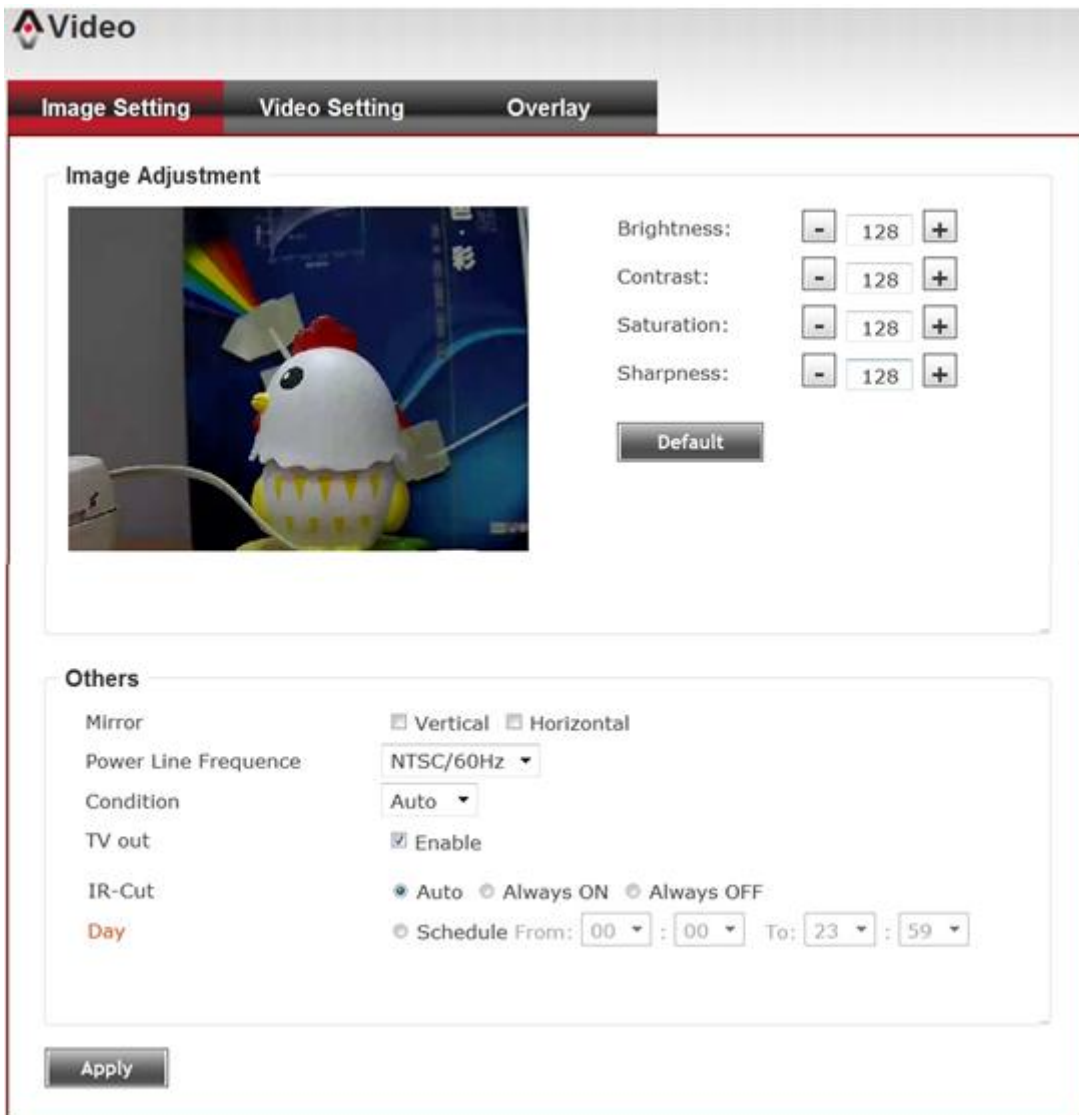 Video
Image Setting Video Setting Overlay
Image Adjustment
Brightness: - 128 +
Contrast: - 128 +
Saturation: - 128 +
Sharpness: - 128 +
Default
Others
Mirror Vertical Horizontal
Power Line Frequence NTSC/60Hz
Condition Auto
TV out Enable
IR-Cut Auto Always ON Always OFF
Day Schedule From: 00 : 00 To: 23 : 59
Apply